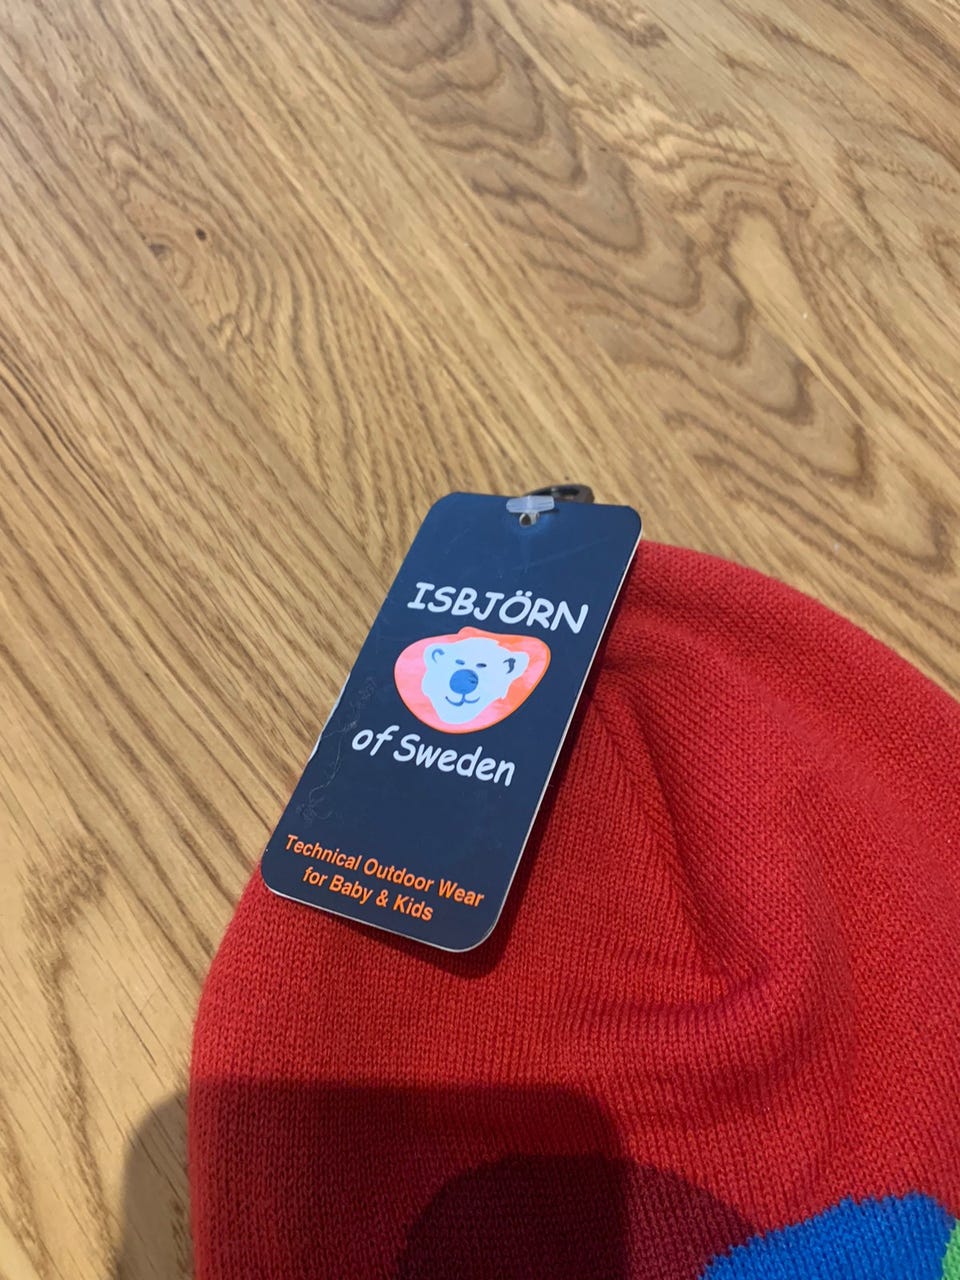 ISBJÖRN
of Sweden
Technical Outdoor Wear
for Baby & Kids